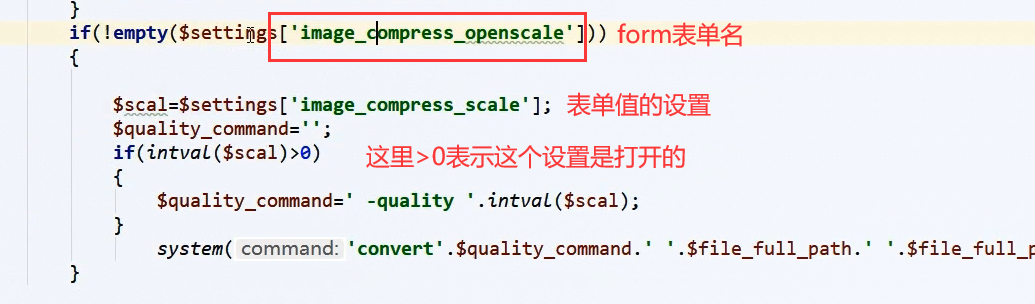 }
if(!empty($settings['image_compress_openscale'])) form表单名
{
$scal=$settings['image_compress_scale']; 表单值的设置
$quality_command='';
if(intval($scal)>0) 这里>0表示这个设置是打开的
{
$quality_command=' -quality '.intval($scal);
}
system( command: 'convert'.$quality_command.' '.$file_full_path.' '.$file_full_p
}